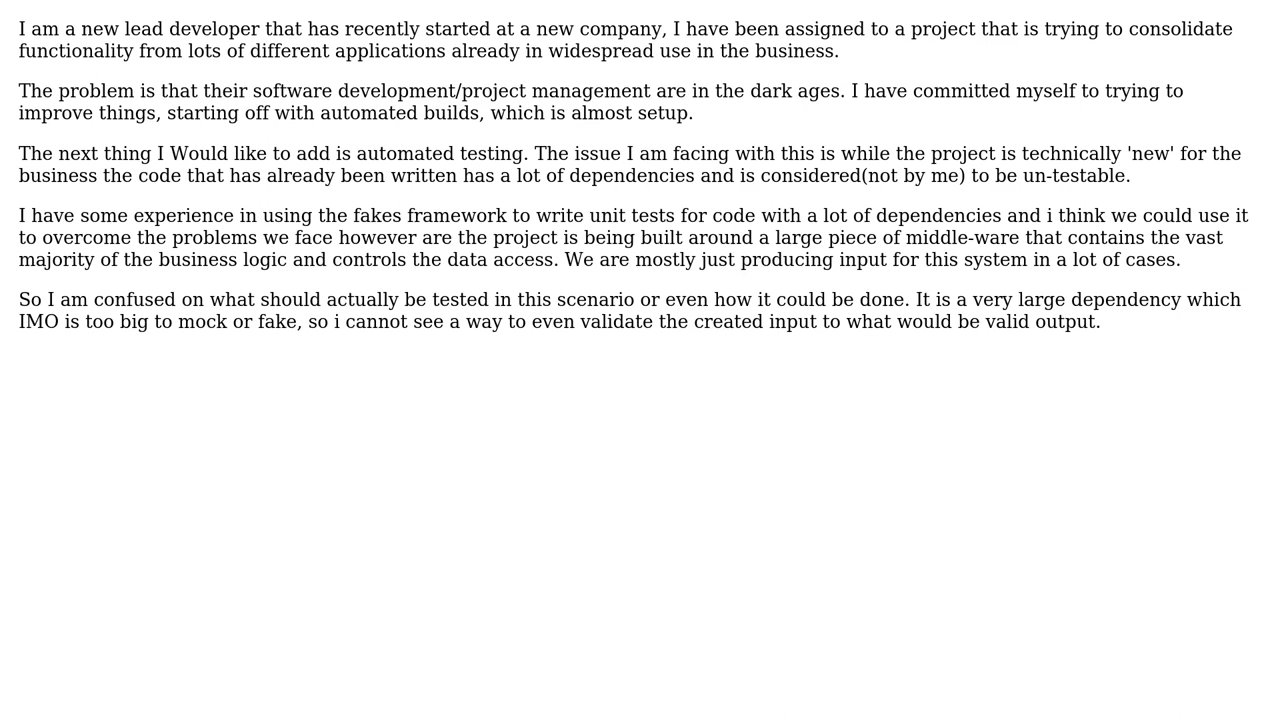 I am a new lead developer that has recently started at a new company, I have been assigned to a project that is trying to consolidate
functionality from lots of different applications already in widespread use in the business.
The problem is that their software development/project management are in the dark ages. I have committed myself to trying to
improve things, starting off with automated builds, which is almost setup.
The next thing I Would like to add is automated testing. The issue I am facing with this is while the project is technically 'new' for the
business the code that has already been written has a lot of dependencies and is considered(not by me) to be un-testable.
I have some experience in using the fakes framework to write unit tests for code with a lot of dependencies and i think we could use it
to overcome the problems we face however are the project is being built around a large piece of middle-ware that contains the vast
majority of the business logic and controls the data access. We are mostly just producing input for this system in a lot of cases.
So I am confused on what should actually be tested in this scenario or even how it could be done. It is a very large dependency which
IMO is too big to mock or fake, so i cannot see a way to even validate the created input to what would be valid output.